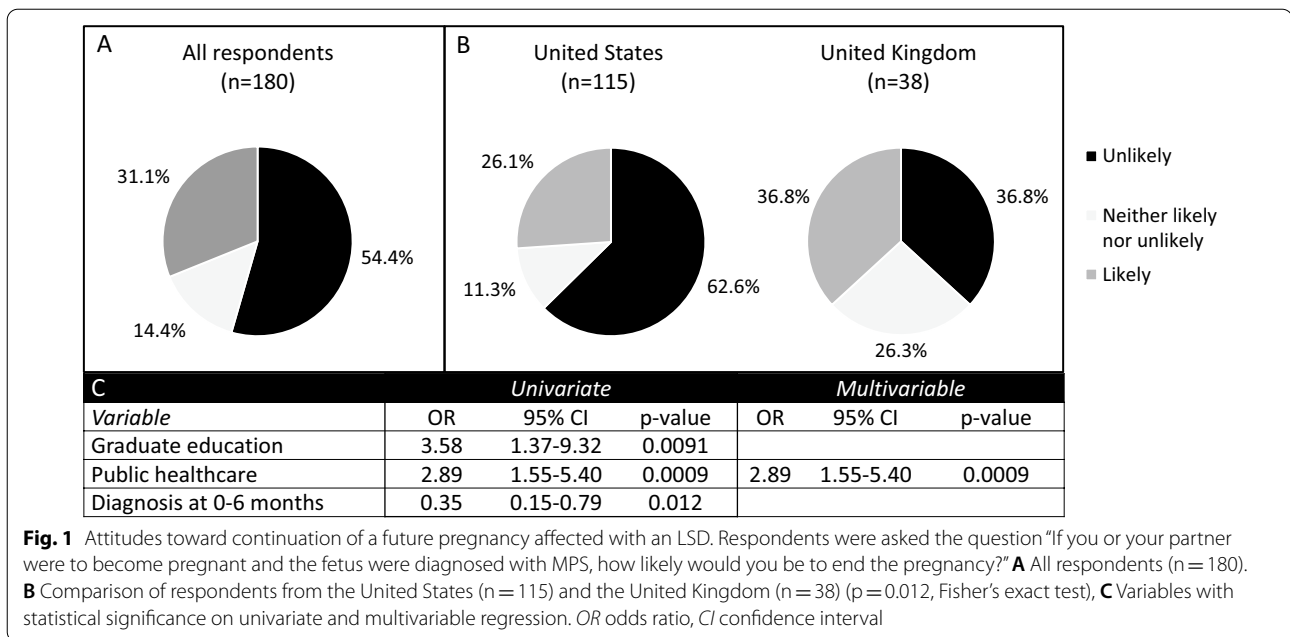 A
All respondents
(n=180)
31.1%
54.4%
14.4%
B
United States
(n=115)
26.1%
11.3%
62.6%
United Kingdom
(n=38)
36.8%
36.8%
26.3%
Unlikely
Neither likely
nor unlikely
Likely
C Univariate Multivariable
Variable OR 95% CI p-value OR 95% CI p-value
Graduate education 3.58 1.37-9.32 0.0091
Public healthcare 2.89 1.55-5.40 0.0009 2.89 1.55-5.40 0.0009
Diagnosis at 0-6 months 0.35 0.15-0.79 0.012
Fig. 1 Attitudes toward continuation of a future pregnancy affected with an LSD. Respondents were asked the question “If you or your partner
were to become pregnant and the fetus were diagnosed with MPS, how likely would you be to end the pregnancy?” A All respondents (n = 180).
B Comparison of respondents from the United States (n = 115) and the United Kingdom (n = 38) (p = 0.012, Fisher’s exact test), C Variables with
statistical significance on univariate and multivariable regression. OR odds ratio, CI confidence interval